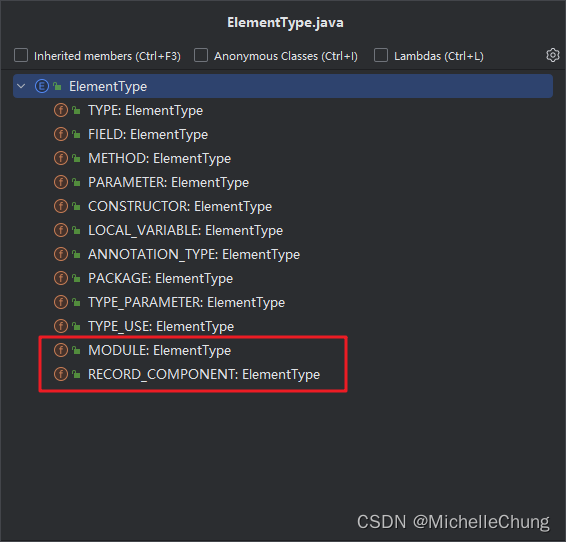 ElementType.java
Inherited members (Ctrl+F3) Anonymous Classes (Ctrl+I) Lambdas (Ctrl+L)
E ElementType
f TYPE: ElementType
f FIELD: ElementType
f METHOD: ElementType
f PARAMETER: ElementType
f CONSTRUCTOR: ElementType
f LOCAL_VARIABLE: ElementType
f ANNOTATION_TYPE: ElementType
f PACKAGE: ElementType
f TYPE_PARAMETER: ElementType
f TYPE_USE: ElementType
f MODULE: ElementType
f RECORD_COMPONENT: ElementType
CSDN @MichelleChung